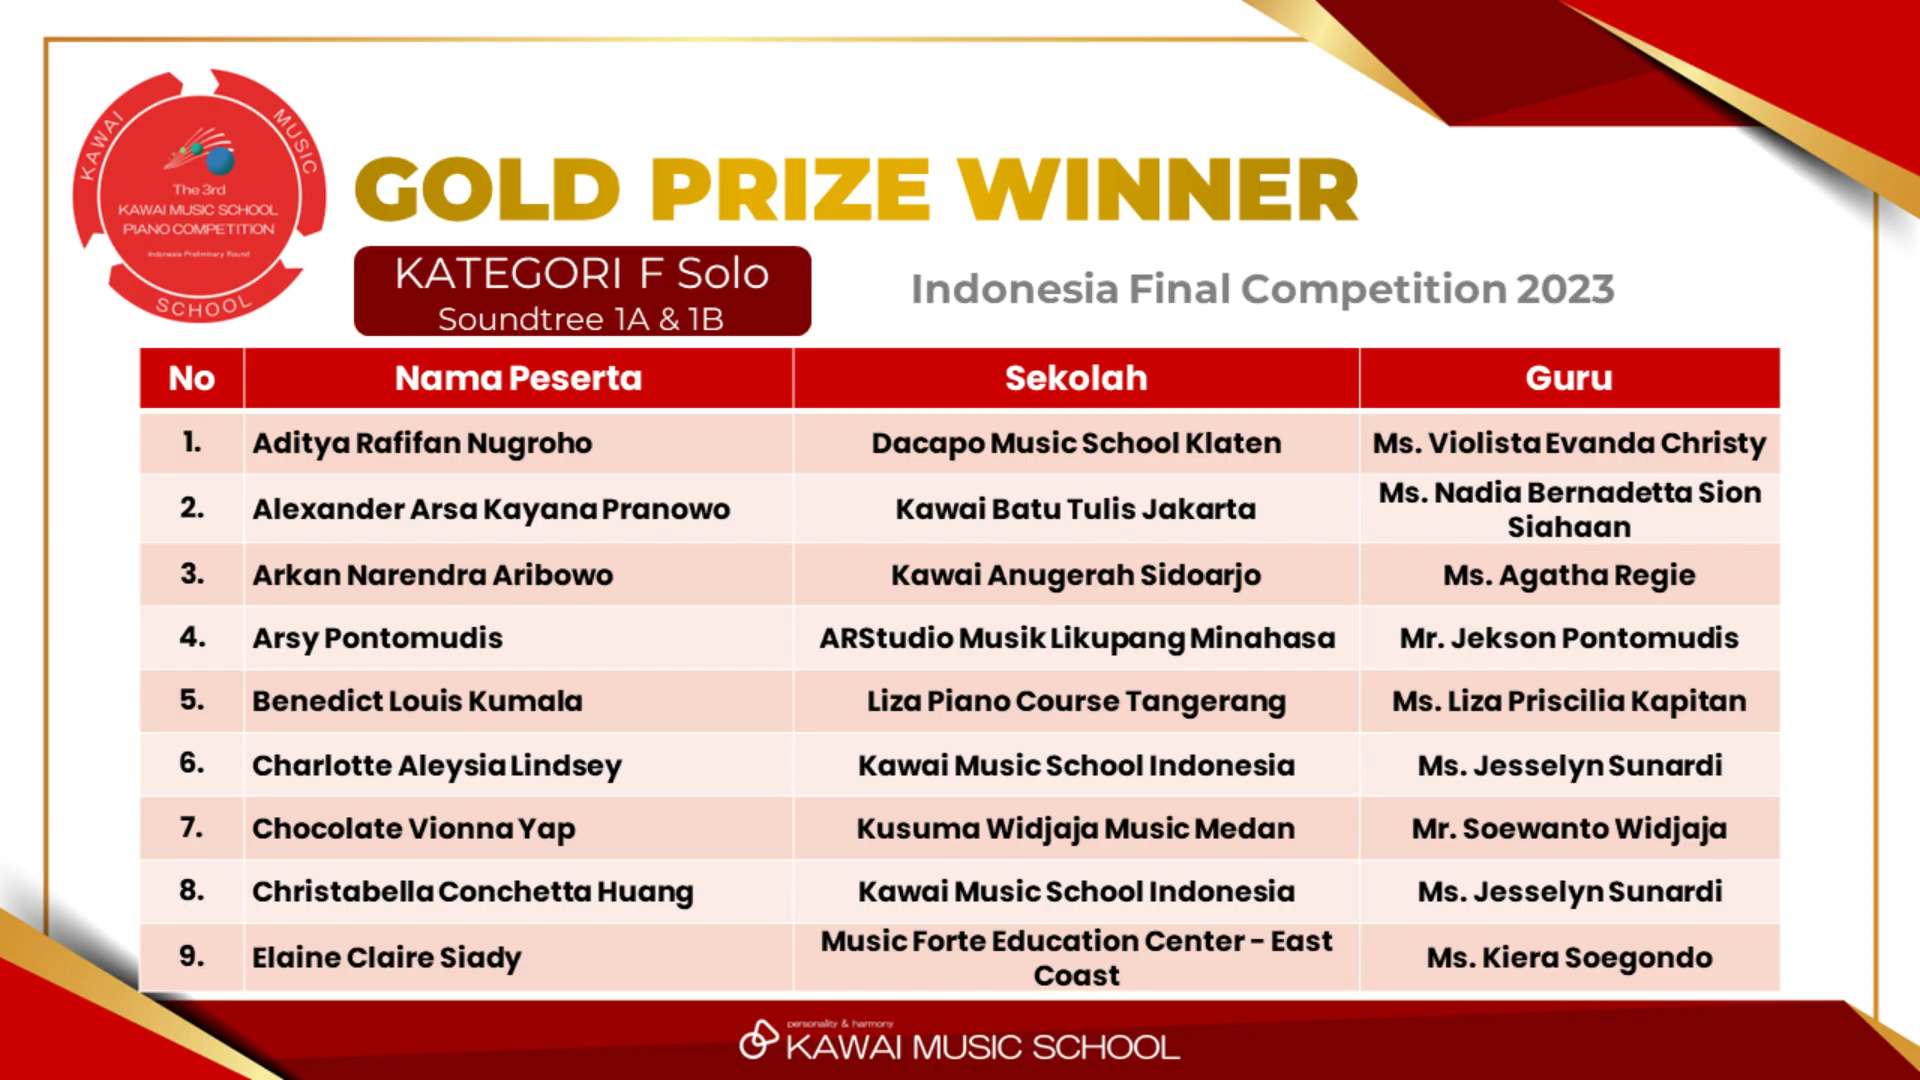 KAWAI MUSIC SCHOOL
The 3rd
KAWAI MUSIC SCHOOL
PIANO COMPETITION
Indonesia Preliminary Round
GOLD PRIZE WINNER
KATEGORI F Solo
Soundtree 1A & 1B
Indonesia Final Competition 2023
No Nama Peserta Sekolah Guru
1. Aditya Rafifan Nugroho Dacapo Music School Klaten Ms. Violista Evanda Christy
2. Alexander Arsa Kayana Pranowo Kawai Batu Tulis Jakarta Ms. Nadia Bernadetta Sion
Siahaan
3. Arkan Narendra Aribowo Kawai Anugerah Sidoarjo Ms. Agatha Regie
4. Arsy Pontomudis ARStudio Musik Likupang Minahasa Mr. Jekson Pontomudis
5. Benedict Louis Kumala Liza Piano Course Tangerang Ms. Liza Priscilia Kapitan
6. Charlotte Aleysia Lindsey Kawai Music School Indonesia Ms. Jesselyn Sunardi
7. Chocolate Vionna Yap Kusuma Widjaja Music Medan Mr. Soewanto Widjaja
8. Christabella Conchetta Huang Kawai Music School Indonesia Ms. Jesselyn Sunardi
9. Elaine Claire Siady Music Forte Education Center - East
Coast Ms. Kiera Soegondo
personality & harmony
KAWAI MUSIC SCHOOL